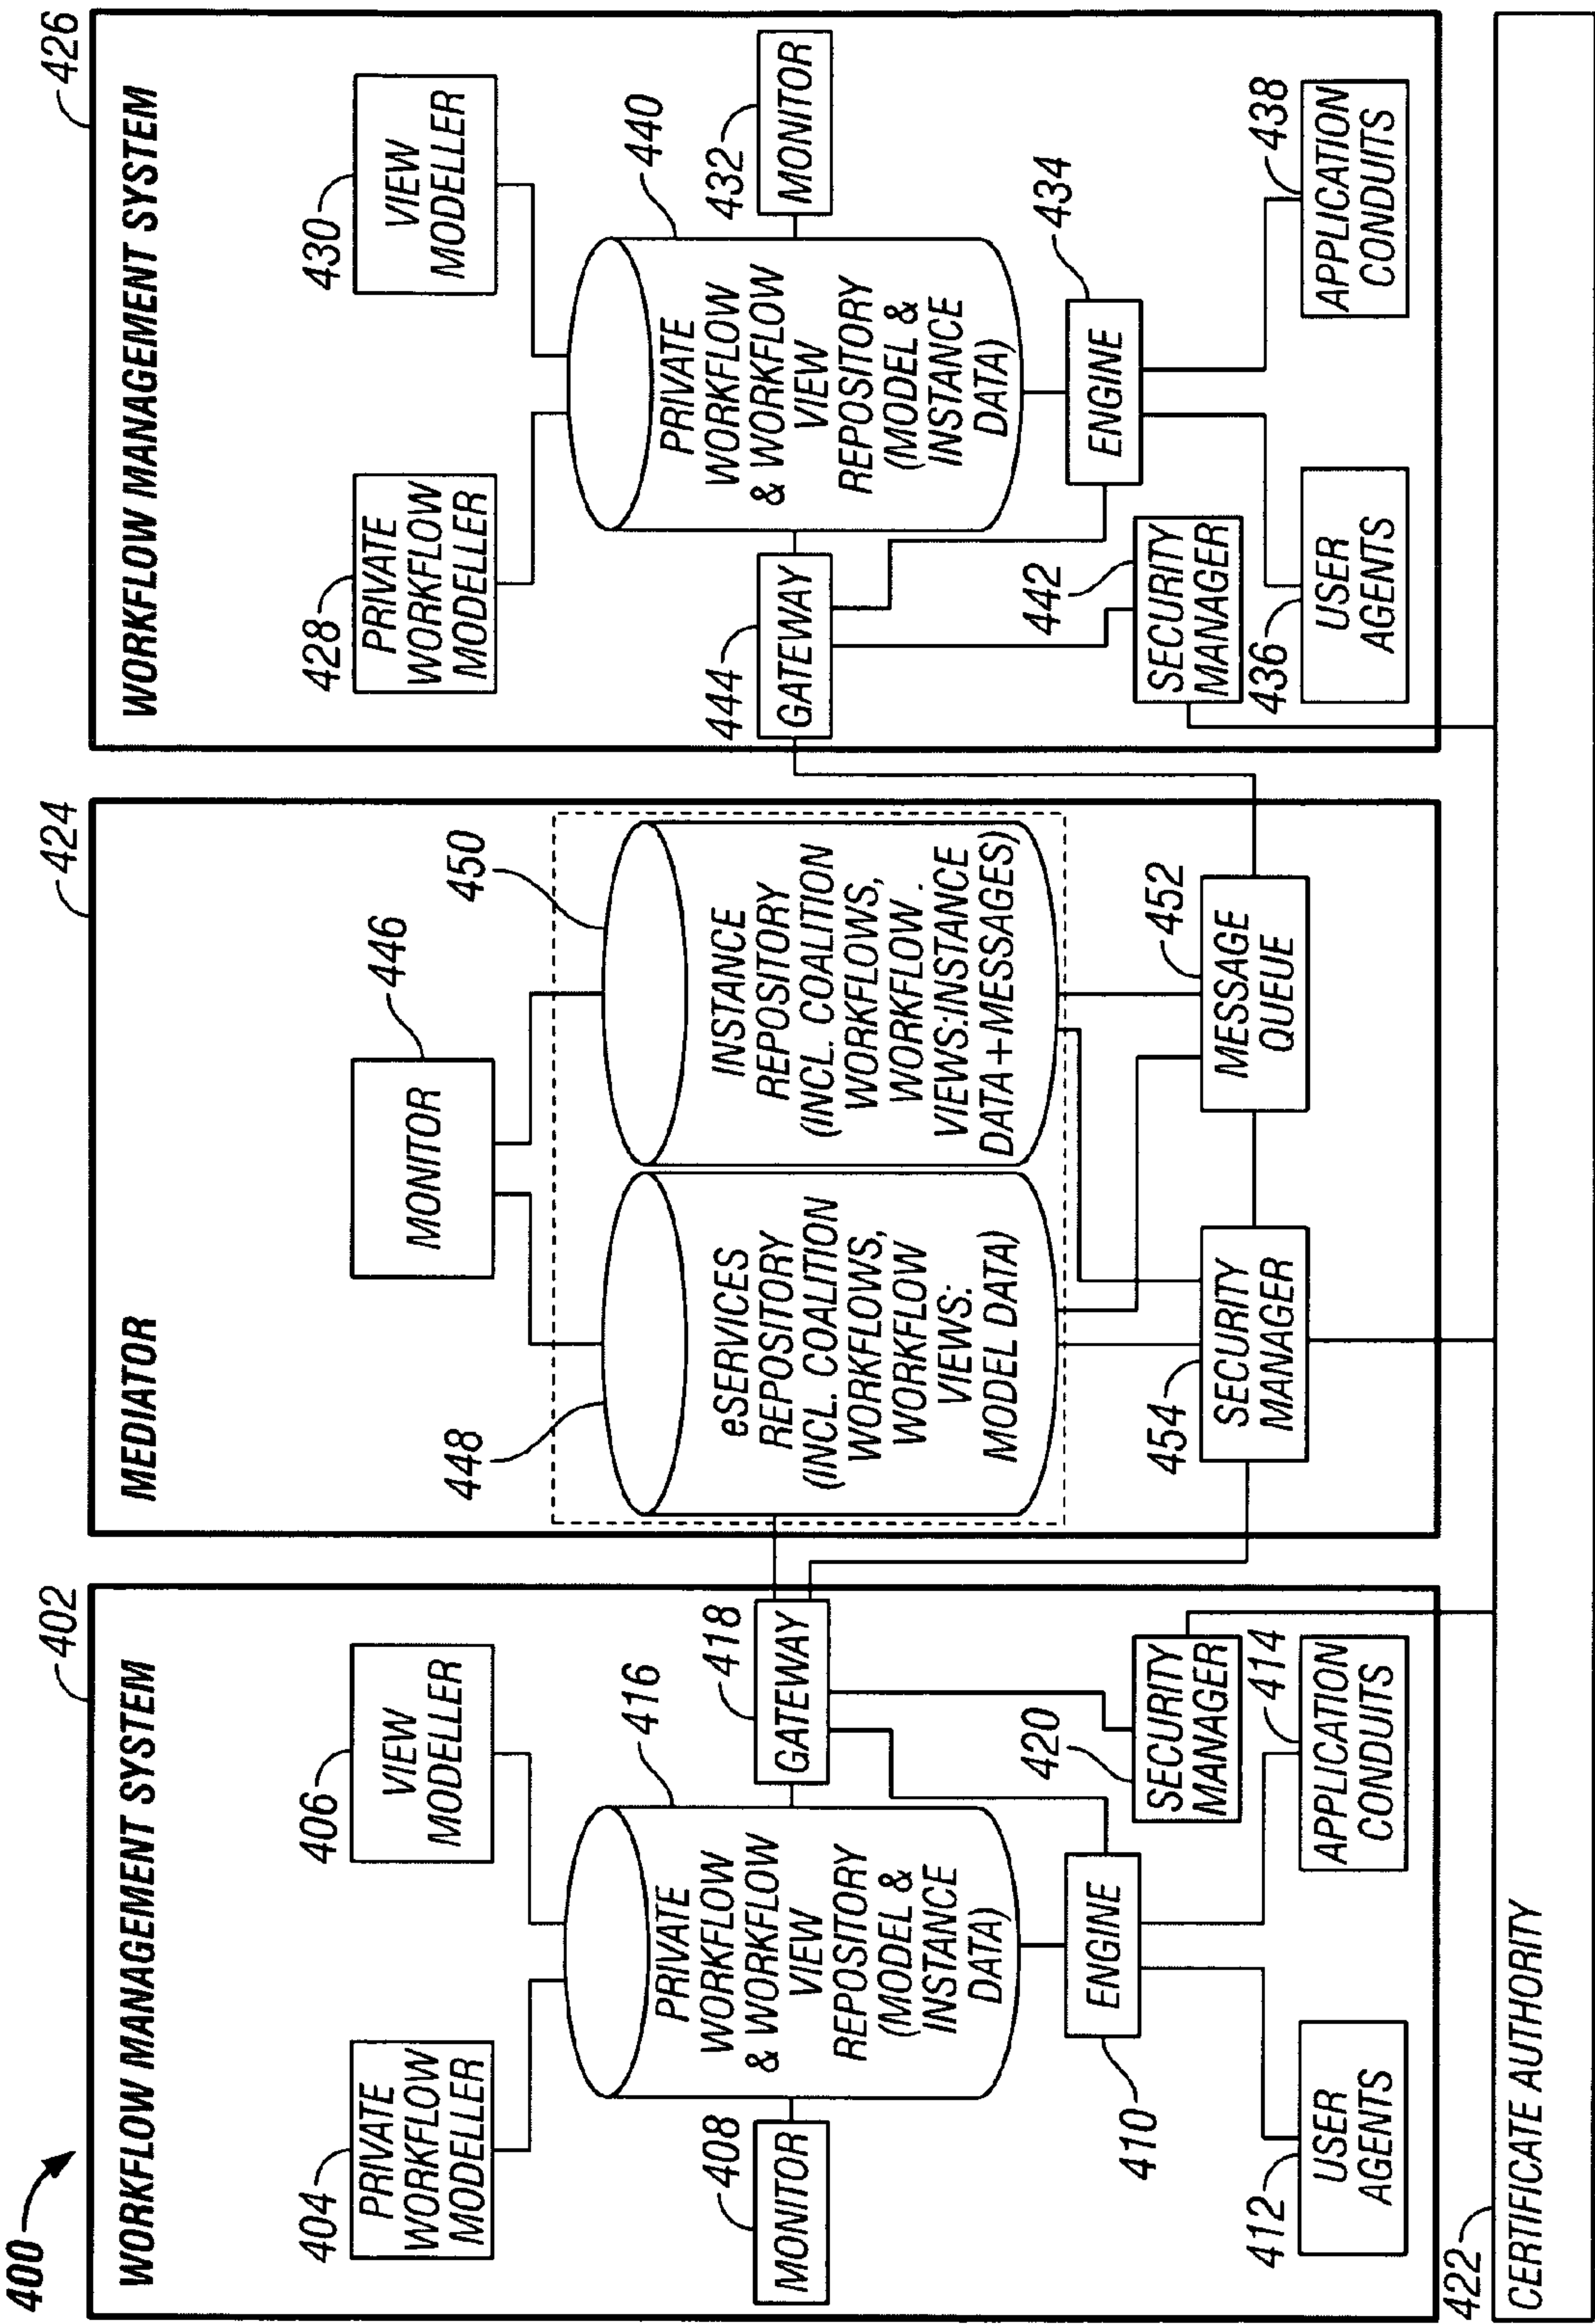 400
402
WORKFLOW MANAGEMENT SYSTEM
404
PRIVATE
WORKFLOW
MODELLER
406
VIEW
MODELLER
408
MONITOR
416
PRIVATE
WORKFLOW
& WORKFLOW
VIEW
REPOSITORY
(MODEL &
INSTANCE
DATA)
418
GATEWAY
410
ENGINE
420
SECURITY
MANAGER
412
USER
AGENTS
414
APPLICATION
CONDUITS
424
MEDIATOR
446
MONITOR
448
eSERVICES
REPOSITORY
(INCL. COALITION
WORKFLOWS,
WORKFLOW
VIEWS:
MODEL DATA)
450
INSTANCE
REPOSITORY
(INCL. COALITION
WORKFLOWS,
WORKFLOW.
VIEWS:INSTANCE
DATA+MESSAGES)
454
SECURITY
MANAGER
452
MESSAGE
QUEUE
426
WORKFLOW MANAGEMENT SYSTEM
428
PRIVATE
WORKFLOW
MODELLER
430
VIEW
MODELLER
444
GATEWAY
440
PRIVATE
WORKFLOW
& WORKFLOW
VIEW
REPOSITORY
(MODEL &
INSTANCE
DATA)
432
MONITOR
434
ENGINE
442
SECURITY
MANAGER
436
USER
AGENTS
438
APPLICATION
CONDUITS
422
CERTIFICATE AUTHORITY